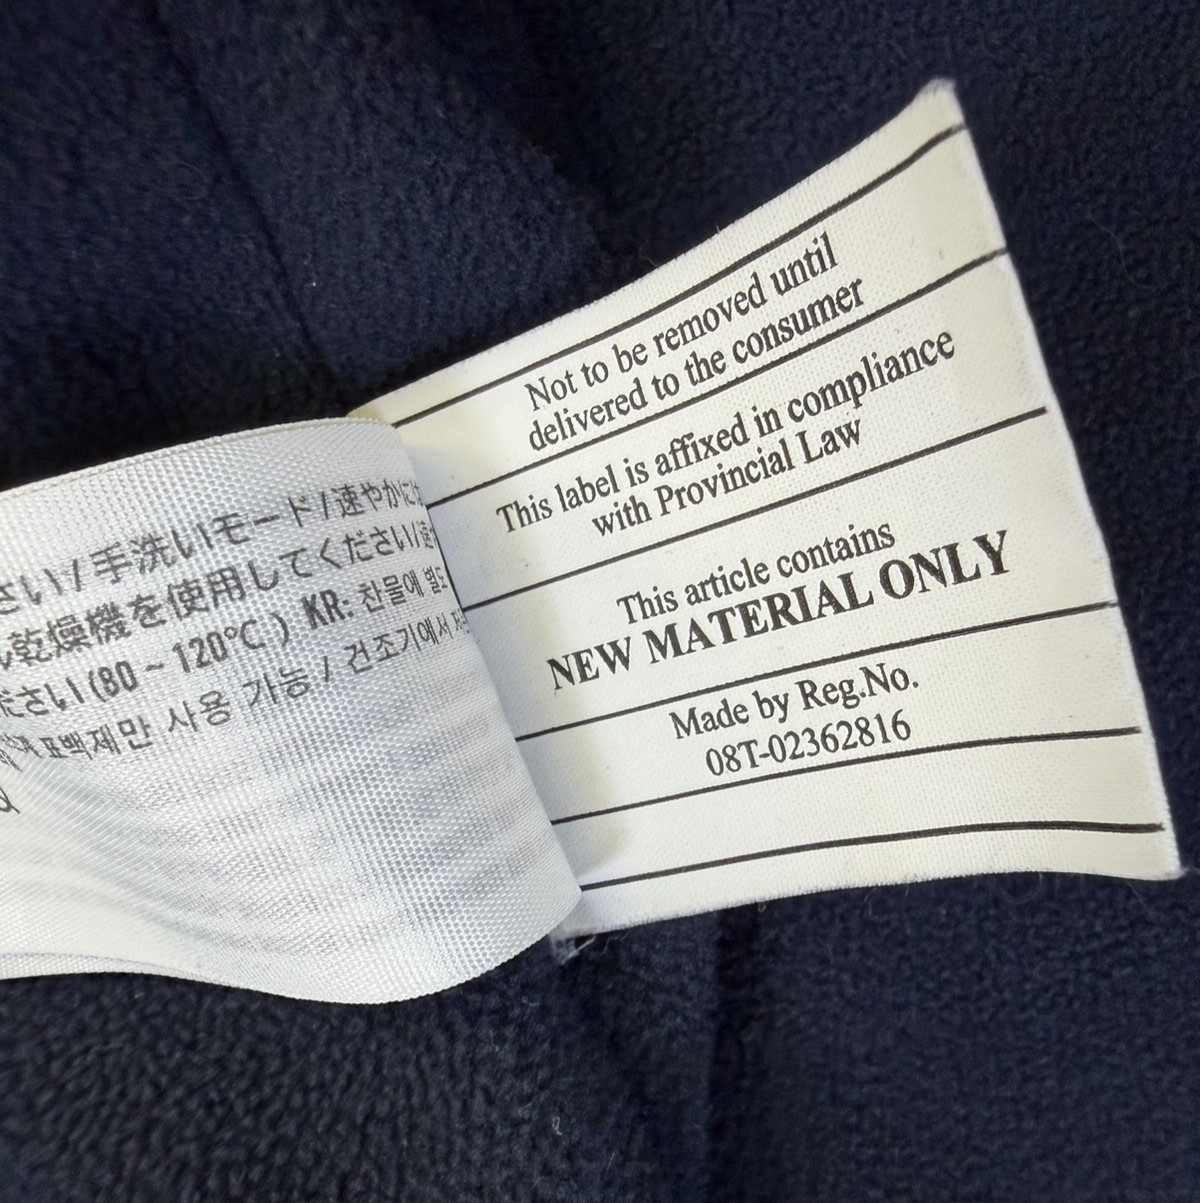 さい / 手洗いモード / 速やかに
乾燥機を使用してください /
ださい (80 ~ 120℃ ) KR: 찬물에 별도
표백제만 사용 가능 / 건조기에서
Not to be removed until
delivered to the consumer
This label is affixed in compliance
with Provincial Law
This article contains
NEW MATERIAL ONLY
Made by Reg.No.
08T-02362816